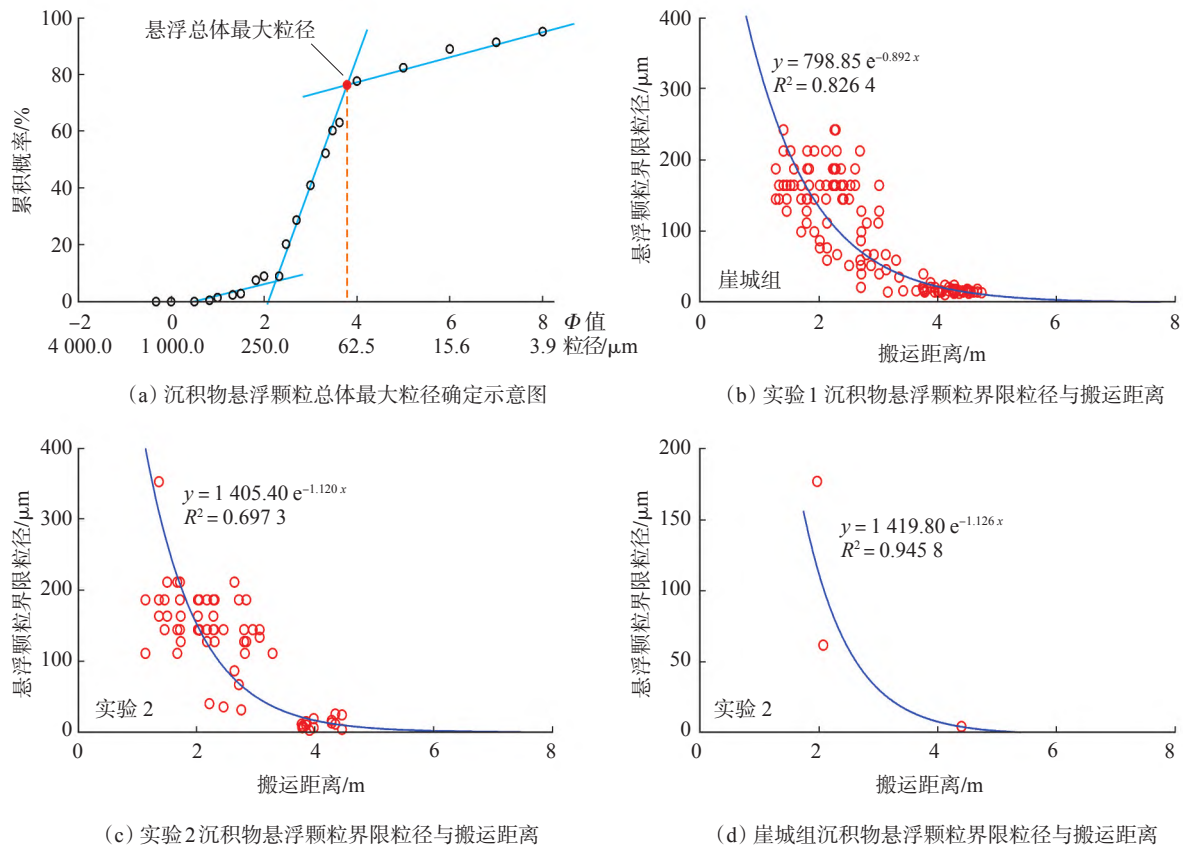 100
80
60
40
20
0
累积概率/%
悬浮总体最大粒径
−2 0 2 4 6 8 Φ值
4 000.0 1 000.0 250.0 62.5 15.6 3.9 粒径/μm
(a) 沉积物悬浮颗粒总体最大粒径确定示意图
400
300
200
100
0
悬浮颗粒界限粒径/μm
y = 798.85 e^−0.892 x
R² = 0.826 4
崖城组
0 2 4 6 8
搬运距离/m
(b) 实验1 沉积物悬浮颗粒界限粒径与搬运距离
400
300
200
100
0
悬浮颗粒界限粒径/μm
y = 1 405.40 e^−1.120 x
R² = 0.697 3
实验2
0 2 4 6 8
搬运距离/m
(c) 实验2沉积物悬浮颗粒界限粒径与搬运距离
200
150
100
50
0
悬浮颗粒界限粒径/μm
y = 1 419.80 e^−1.126 x
R² = 0.945 8
实验2
0 2 4 6 8
搬运距离/m
(d) 崖城组沉积物悬浮颗粒界限粒径与搬运距离